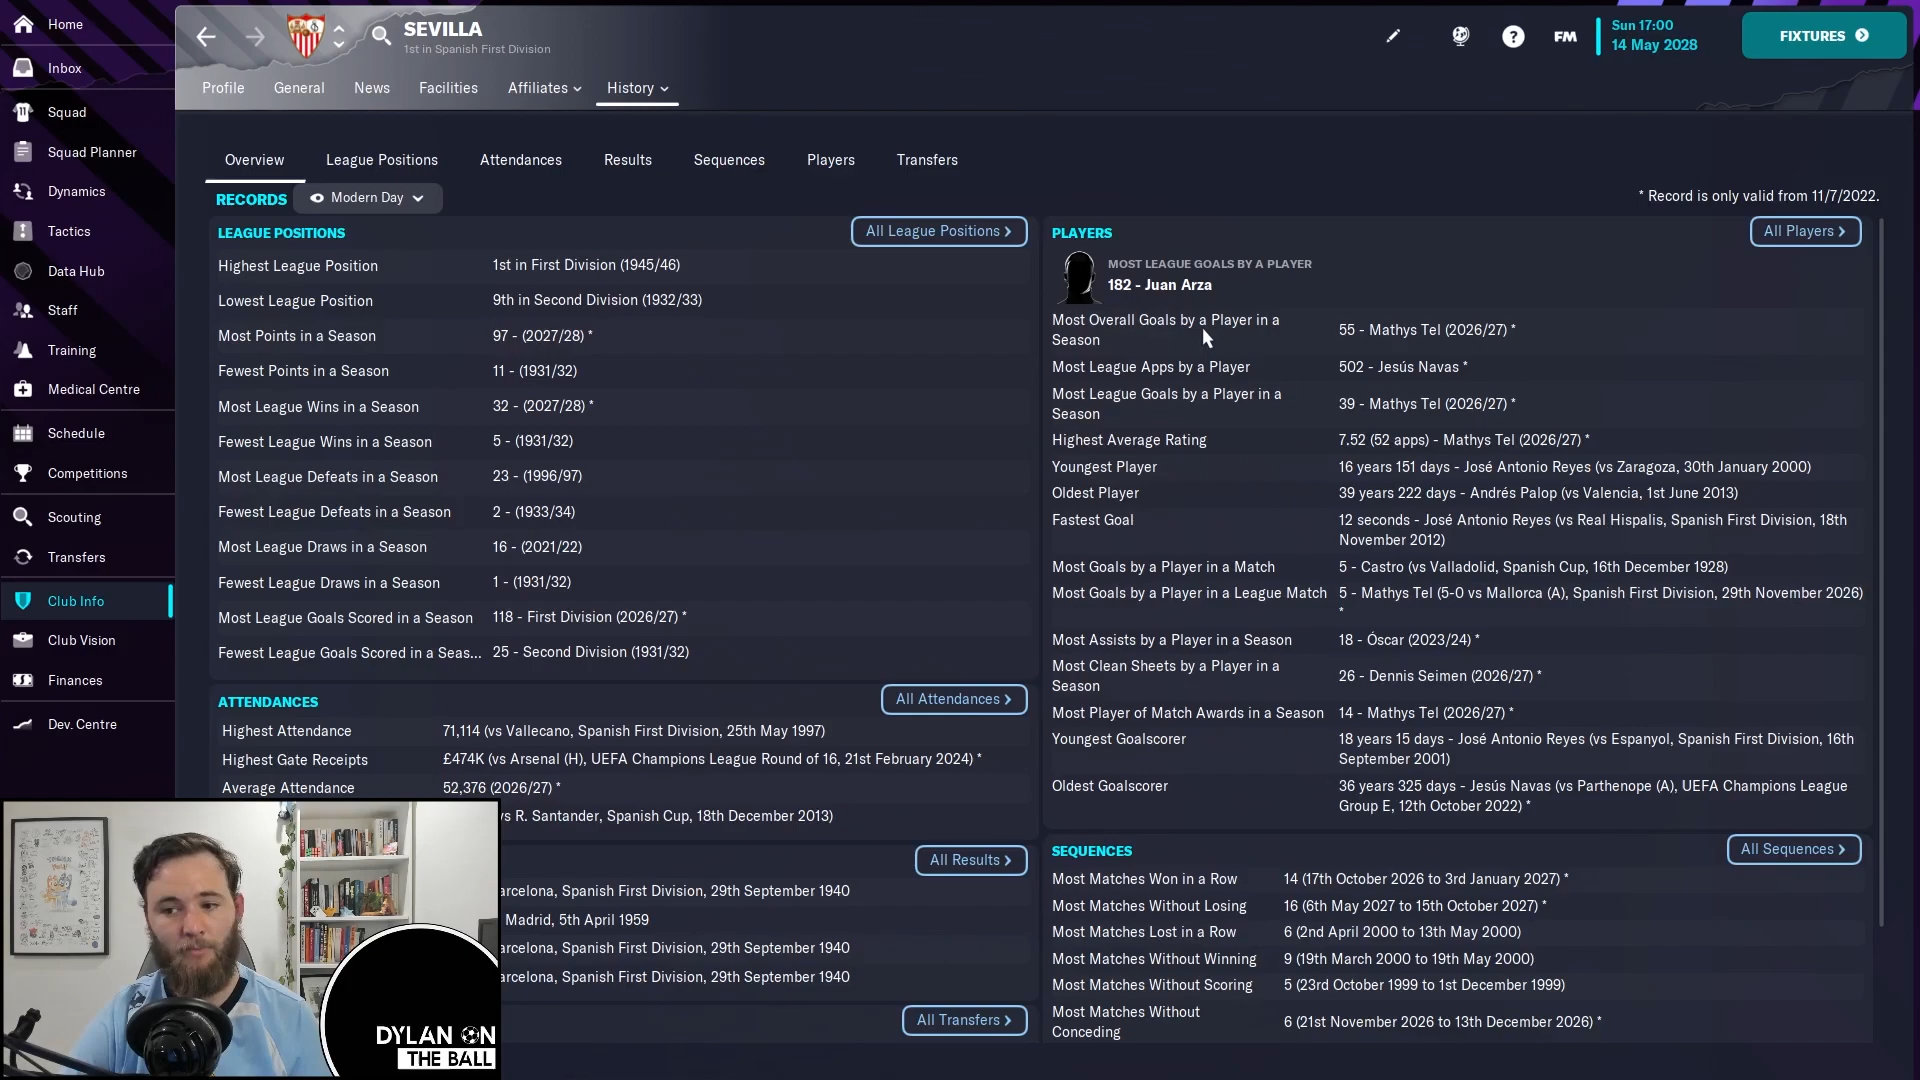 Home
Inbox
Squad
Squad Planner
Dynamics
Tactics
Data Hub
Staff
Training
Medical Centre
Schedule
Competitions
Scouting
Transfers
Club Info
Club Vision
Finances
Dev. Centre
SEVILLA
1st in Spanish First Division
FM
Sun 17:00
14 May 2028
FIXTURES
Profile General News Facilities Affiliates History
Overview League Positions Attendances Results Sequences Players Transfers
RECORDS Modern Day
* Record is only valid from 11/7/2022.
LEAGUE POSITIONS All League Positions
Highest League Position 1st in First Division (1945/46)
Lowest League Position 9th in Second Division (1932/33)
Most Points in a Season 97 - (2027/28) *
Fewest Points in a Season 11 - (1931/32)
Most League Wins in a Season 32 - (2027/28) *
Fewest League Wins in a Season 5 - (1931/32)
Most League Defeats in a Season 23 - (1996/97)
Fewest League Defeats in a Season 2 - (1933/34)
Most League Draws in a Season 16 - (2021/22)
Fewest League Draws in a Season 1 - (1931/32)
Most League Goals Scored in a Season 118 - First Division (2026/27) *
Fewest League Goals Scored in a Seas... 25 - Second Division (1931/32)
ATTENDANCES All Attendances
Highest Attendance 71,114 (vs Vallecano, Spanish First Division, 25th May 1997)
Highest Gate Receipts £474K (vs Arsenal (H), UEFA Champions League Round of 16, 21st February 2024) *
Average Attendance 52,376 (2026/27) *
vs R. Santander, Spanish Cup, 18th December 2013)
All Results
arcelona, Spanish First Division, 29th September 1940
Madrid, 5th April 1959
arcelona, Spanish First Division, 29th September 1940
arcelona, Spanish First Division, 29th September 1940
All Transfers
PLAYERS All Players
MOST LEAGUE GOALS BY A PLAYER
182 - Juan Arza
Most Overall Goals by a Player in a
Season
55 - Mathys Tel (2026/27) *
Most League Apps by a Player 502 - Jesús Navas *
Most League Goals by a Player in a
Season
39 - Mathys Tel (2026/27) *
Highest Average Rating 7.52 (52 apps) - Mathys Tel (2026/27) *
Youngest Player 16 years 151 days - José Antonio Reyes (vs Zaragoza, 30th January 2000)
Oldest Player 39 years 222 days - Andrés Palop (vs Valencia, 1st June 2013)
Fastest Goal 12 seconds - José Antonio Reyes (vs Real Hispalis, Spanish First Division, 18th
November 2012)
Most Goals by a Player in a Match 5 - Castro (vs Valladolid, Spanish Cup, 16th December 1928)
Most Goals by a Player in a League Match 5 - Mathys Tel (5-0 vs Mallorca (A), Spanish First Division, 29th November 2026)
*
Most Assists by a Player in a Season 18 - Óscar (2023/24) *
Most Clean Sheets by a Player in a
Season
26 - Dennis Seimen (2026/27) *
Most Player of Match Awards in a Season 14 - Mathys Tel (2026/27) *
Youngest Goalscorer 18 years 15 days - José Antonio Reyes (vs Espanyol, Spanish First Division, 16th
September 2001)
Oldest Goalscorer 36 years 325 days - Jesús Navas (vs Parthenope (A), UEFA Champions League
Group E, 12th October 2022) *
SEQUENCES All Sequences
Most Matches Won in a Row 14 (17th October 2026 to 3rd January 2027) *
Most Matches Without Losing 16 (6th May 2027 to 15th October 2027) *
Most Matches Lost in a Row 6 (2nd April 2000 to 13th May 2000)
Most Matches Without Winning 9 (19th March 2000 to 19th May 2000)
Most Matches Without Scoring 5 (23rd October 1999 to 1st December 1999)
Most Matches Without
Conceding
6 (21st November 2026 to 13th December 2026) *
DYLAN ON
THE BALL